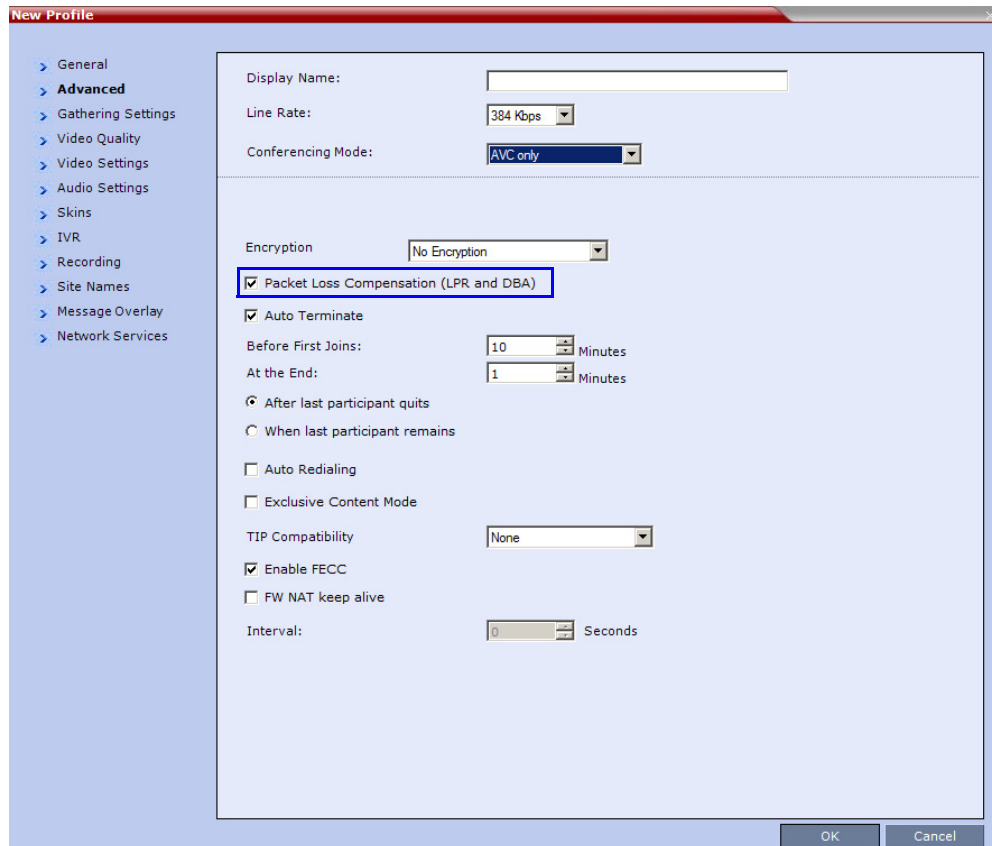 New Profile
General
Advanced
Gathering Settings
Video Quality
Video Settings
Audio Settings
Skins
IVR
Recording
Site Names
Message Overlay
Network Services
Display Name:
Line Rate: 384 Kbps
Conferencing Mode: AVC only
Encryption No Encryption
Packet Loss Compensation (LPR and DBA)
Auto Terminate
Before First Joins: 10 Minutes
At the End: 1 Minutes
After last participant quits
When last participant remains
Auto Redialing
Exclusive Content Mode
TIP Compatibility None
Enable FECC
FW NAT keep alive
Interval: 0 Seconds
OK Cancel